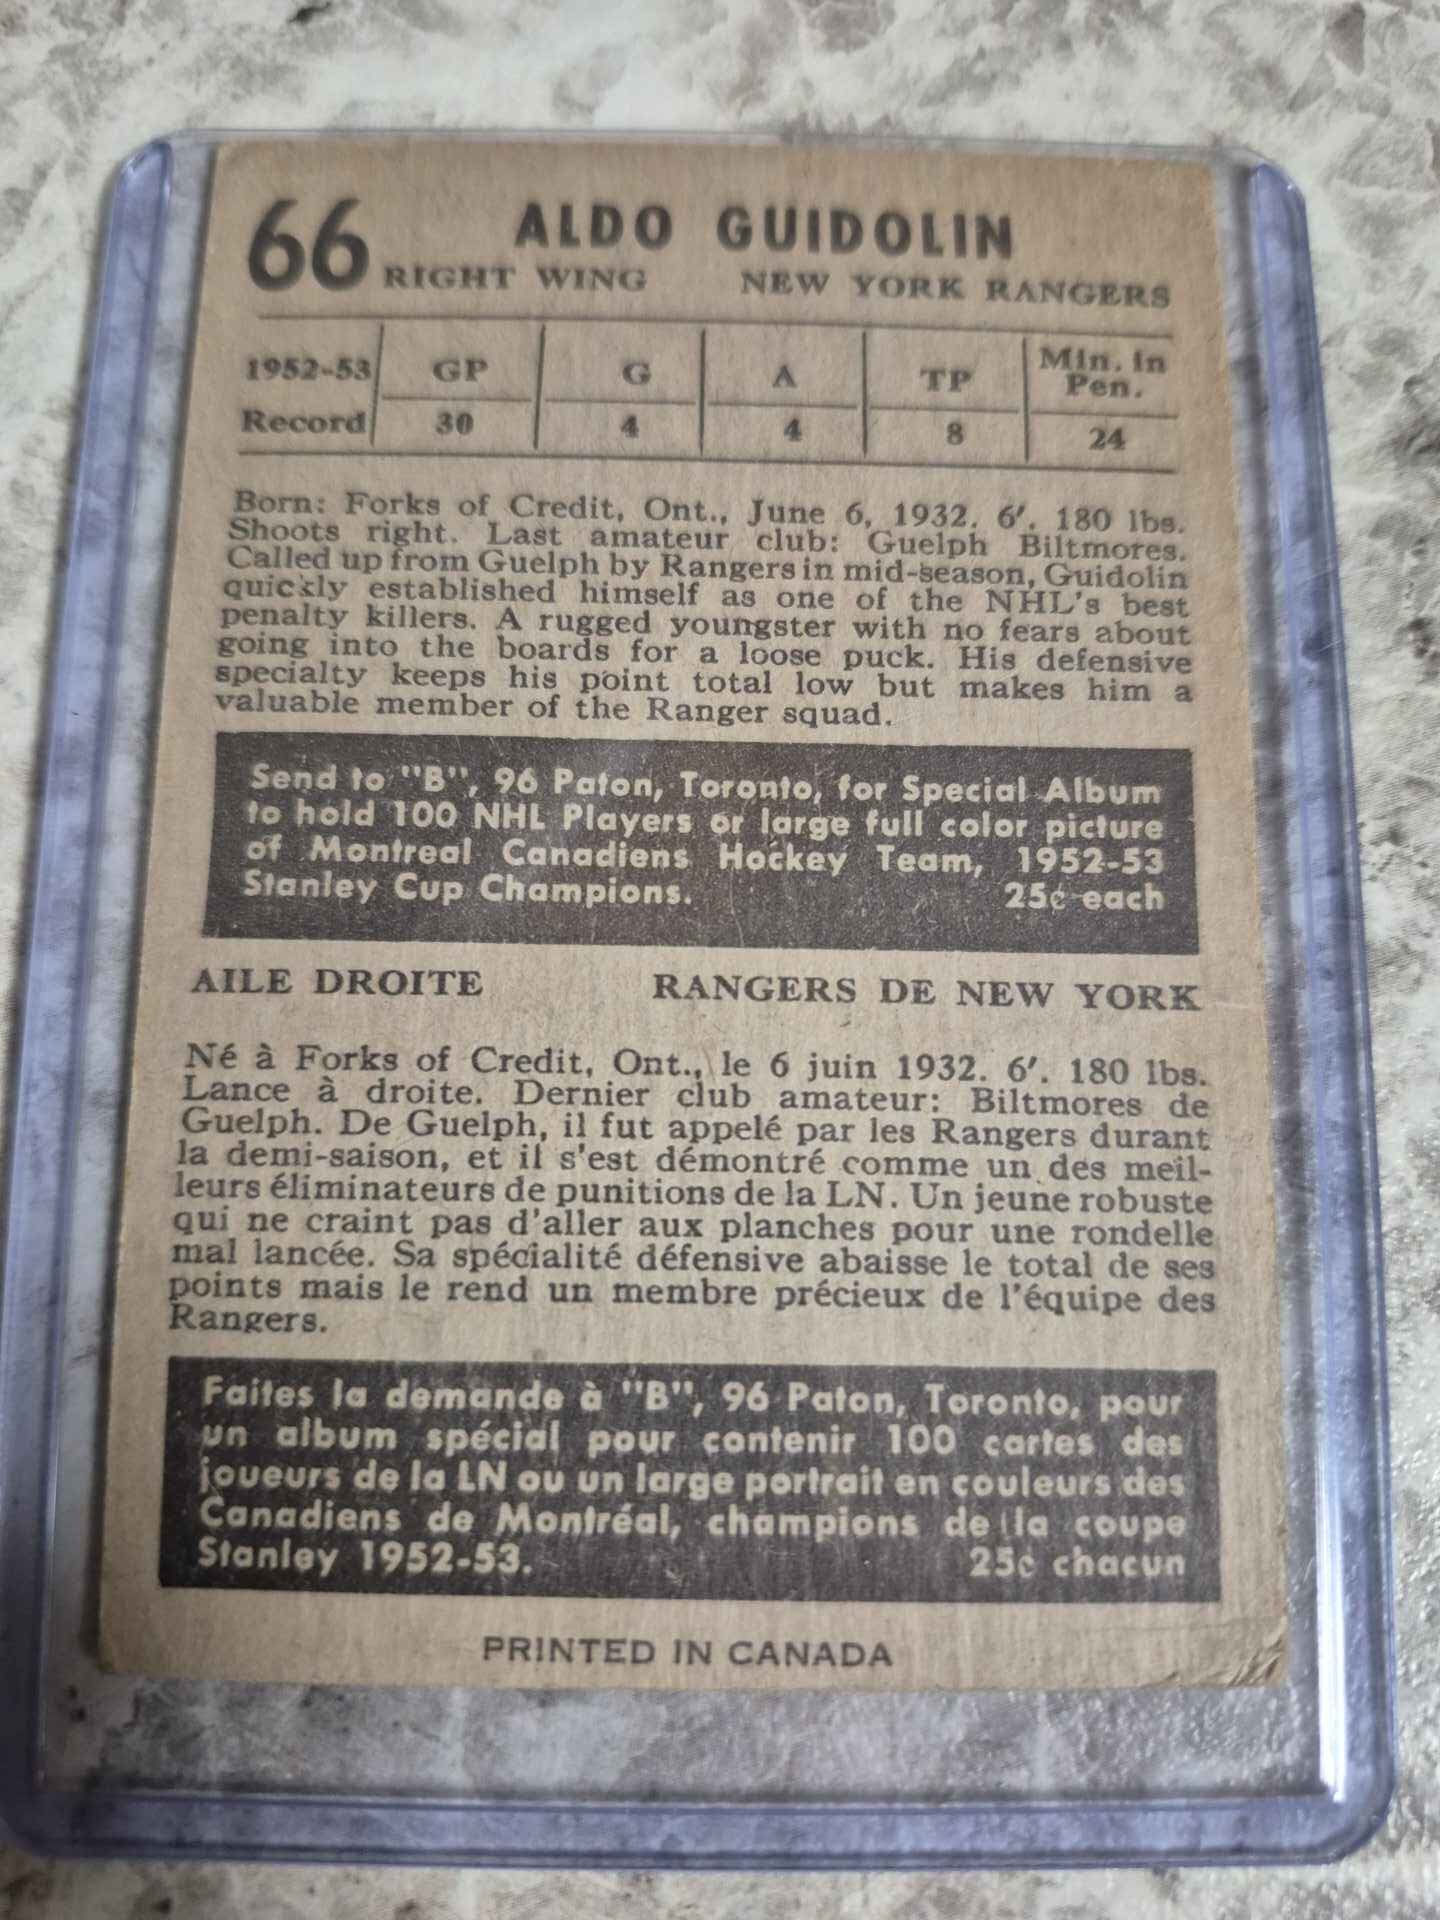 66 ALDO GUIDOLIN
RIGHT WING NEW YORK RANGERS
1952-53 GP G A TP Min. in Pen.
Record 30 4 4 8 24
Born: Forks of Credit, Ont., June 6, 1932. 6'. 180 lbs.
Shoots right. Last amateur club: Guelph Biltmores.
Called up from Guelph by Rangers in mid-season, Guidolin
quickly established himself as one of the NHL's best
penalty killers. A rugged youngster with no fears about
going into the boards for a loose puck. His defensive
specialty keeps his point total low but makes him a
valuable member of the Ranger squad.
Send to "B", 96 Paton, Toronto, for Special Album
to hold 100 NHL Players or large full color picture
of Montreal Canadiens Hockey Team, 1952-53
Stanley Cup Champions. 25¢ each
AILE DROITE RANGERS DE NEW YORK
Né à Forks of Credit, Ont., le 6 juin 1932. 6'. 180 lbs.
Lance à droite. Dernier club amateur: Biltmores de
Guelph. De Guelph, il fut appelé par les Rangers durant
la demi-saison, et il s'est démontré comme un des meil-
leurs éliminateurs de punitions de la LN. Un jeune robuste
qui ne craint pas d'aller aux planches pour une rondelle
mal lancée. Sa spécialité défensive abaisse le total de ses
points mais le rend un membre précieux de l'équipe des
Rangers.
Faites la demande à "B", 96 Paton, Toronto, pour
un album spécial pour contenir 100 cartes des
joueurs de la LN ou un large portrait en couleurs des
Canadiens de Montréal, champions de la coupe
Stanley 1952-53. 25¢ chacun
PRINTED IN CANADA